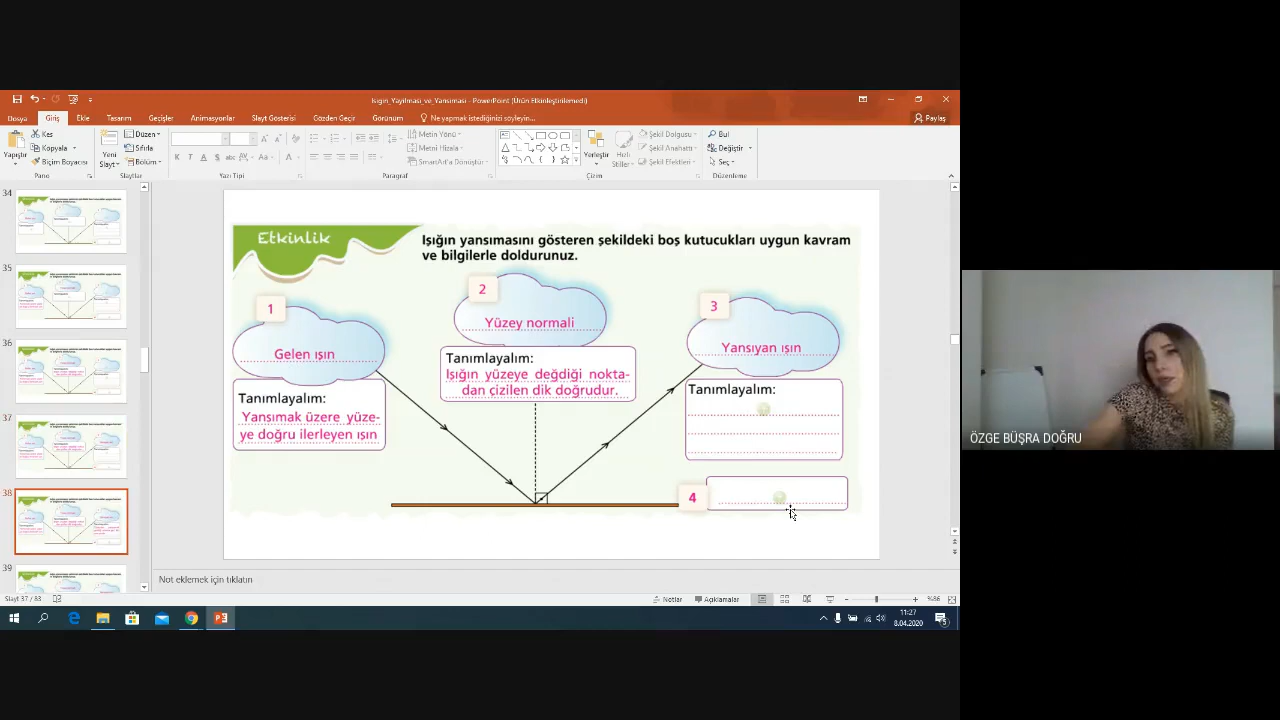 Isigin_Yayilmasi_ve_Yansimasi - PowerPoint (Ürün Etkinleştirilemedi)
Dosya Giriş Ekle Tasarım Geçişler Animasyonlar Slayt Gösterisi Gözden Geçir Görünüm Ne yapmak istediğinizi söyleyin... Paylaş
Yapıştır
Kes
Kopyala
Biçim Boyacısı
Pano
Yeni Slayt
Düzen
Sıfırla
Bölüm
Slaytlar
K T A S abc AV Aa A
Yazı Tipi
Metin Yönü
Metni Hizala
SmartArt'a Dönüştür
Paragraf
Yerleştir
Hızlı Stiller
Şekil Dolgusu
Şekil Anahattı
Şekil Efektleri
Çizim
Bul
Değiştir
Seç
Düzenleme
34
35
36
37
38
39
Etkinlik
Işığın yansımasını gösteren şekildeki boş kutucukları uygun kavram
ve bilgilerle doldurunuz.
1
Gelen ışın
Tanımlayalım:
Yansımak üzere yüze-
ye doğru ilerleyen ışın
2
Yüzey normali
Tanımlayalım:
Işığın yüzeye değdiği nokta-
dan çizilen dik doğrudur.
3
Yansıyan ışın
Tanımlayalım:
4
Not eklemek için tıklatın
Slayt 37 / 83
Notlar Açıklamalar %86
11:27
8.04.2020
ÖZGE BÜŞRA DOĞRU